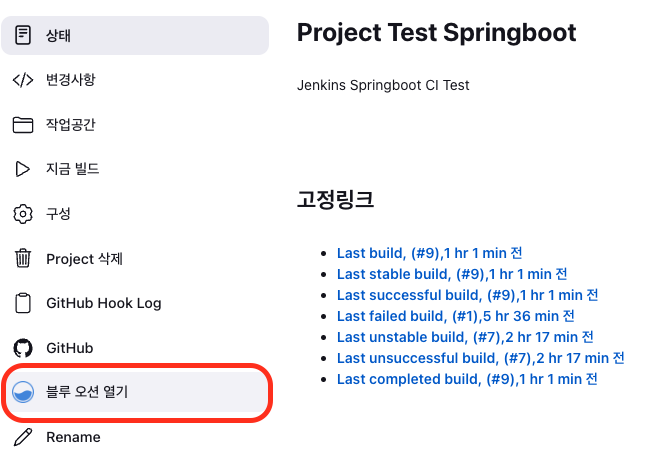 상태
변경사항
작업공간
지금 빌드
구성
Project 삭제
GitHub Hook Log
GitHub
블루 오션 열기
Rename
Project Test Springboot
Jenkins Springboot CI Test
고정링크
Last build, (#9),1 hr 1 min 전
Last stable build, (#9),1 hr 1 min 전
Last successful build, (#9),1 hr 1 min 전
Last failed build, (#1),5 hr 36 min 전
Last unstable build, (#7),2 hr 17 min 전
Last unsuccessful build, (#7),2 hr 17 min 전
Last completed build, (#9),1 hr 1 min 전